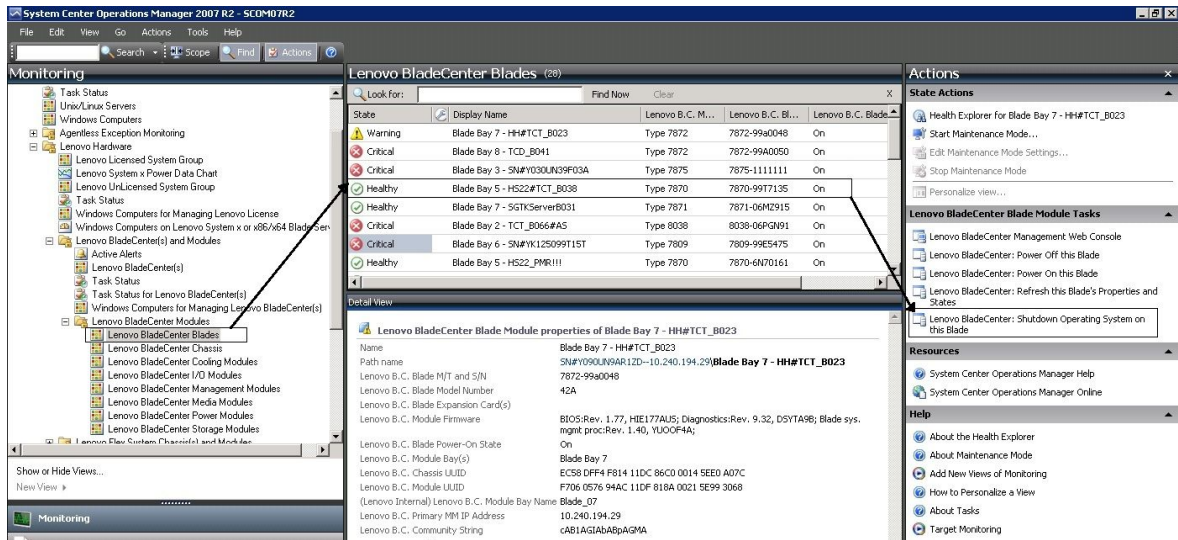 System Center Operations Manager 2007 R2 - SCOM07R2
File Edit View Go Actions Tools Help
Search Scope Find Actions
Monitoring
Task Status
Unix/Linux Servers
Windows Computers
Agentless Exception Monitoring
Lenovo Hardware
Lenovo Licensed System Group
Lenovo System x Power Data Chart
Lenovo UnLicensed System Group
Task Status
Windows Computers for Managing Lenovo License
Windows Computers on Lenovo System x or x86/x64 Blade Serv
Lenovo BladeCenter(s) and Modules
Active Alerts
Lenovo BladeCenter(s)
Task Status
Task Status for Lenovo BladeCenter(s)
Windows Computers for Managing Lenovo BladeCenter(s)
Lenovo BladeCenter Modules
Lenovo BladeCenter Blades
Lenovo BladeCenter Chassis
Lenovo BladeCenter Cooling Modules
Lenovo BladeCenter I/O Modules
Lenovo BladeCenter Management Modules
Lenovo BladeCenter Media Modules
Lenovo BladeCenter Power Modules
Lenovo BladeCenter Storage Modules
Lenovo Flex System Chassis(s) and Modules
Show or Hide Views...
New View
Monitoring
Lenovo BladeCenter Blades (28)
Look for: Find Now Clear X
State Display Name Lenovo B.C. M... Lenovo B.C. Bl... Lenovo B.C. Blade
Warning Blade Bay 7 - HH#TCT_B023 Type 7872 7872-99a0048 On
Critical Blade Bay 8 - TCD_B041 Type 7872 7872-99A0050 On
Critical Blade Bay 3 - SN#Y030UN39F03A Type 7875 7875-1111111 On
Healthy Blade Bay 5 - HS22#TCT_B038 Type 7870 7870-99T7135 On
Healthy Blade Bay 7 - SGTKServerB031 Type 7871 7871-06MZ915 On
Critical Blade Bay 2 - TCT_B066#AS Type 8038 8038-06PGN91 On
Critical Blade Bay 6 - SN#YK125099T15T Type 7809 7809-99E5475 On
Healthy Blade Bay 5 - HS22_PMR!!! Type 7870 7870-6N70161 On
Detail View
Lenovo BladeCenter Blade Module properties of Blade Bay 7 - HH#TCT_B023
Name Blade Bay 7 - HH#TCT_B023
Path name SN#Y090UN9AR1ZD--10.240.194.29\Blade Bay 7 - HH#TCT_B023
Lenovo B.C. Blade M/T and S/N 7872-99a0048
Lenovo B.C. Blade Model Number 42A
Lenovo B.C. Blade Expansion Card(s)
Lenovo B.C. Module Firmware BIOS:Rev. 1.77, HIE177AUS; Diagnostics:Rev. 9.32, DSYTA9B; Blade sys.
mgmt proc:Rev. 1.40, YUOOF4A;
Lenovo B.C. Blade Power-On State On
Lenovo B.C. Module Bay(s) Blade Bay 7
Lenovo B.C. Chassis UUID EC58 DFF4 F814 11DC 86C0 0014 5EE0 A07C
Lenovo B.C. Module UUID F706 0576 94AC 11DF 818A 0021 5E99 3068
(Lenovo Internal) Lenovo B.C. Module Bay Name Blade_07
Lenovo B.C. Primary MM IP Address 10.240.194.29
Lenovo B.C. Community String cAB1AGIAbABpAGMA
Actions x
State Actions
Health Explorer for Blade Bay 7 - HH#TCT_B023
Start Maintenance Mode...
Edit Maintenance Mode Settings...
Stop Maintenance Mode
Personalize view...
Lenovo BladeCenter Blade Module Tasks
Lenovo BladeCenter Management Web Console
Lenovo BladeCenter: Power Off this Blade
Lenovo BladeCenter: Power On this Blade
Lenovo BladeCenter: Refresh this Blade's Properties and
States
Lenovo BladeCenter: Shutdown Operating System on
this Blade
Resources
System Center Operations Manager Help
System Center Operations Manager Online
Help
About the Health Explorer
About Maintenance Mode
Add New Views of Monitoring
How to Personalize a View
About Tasks
Target Monitoring